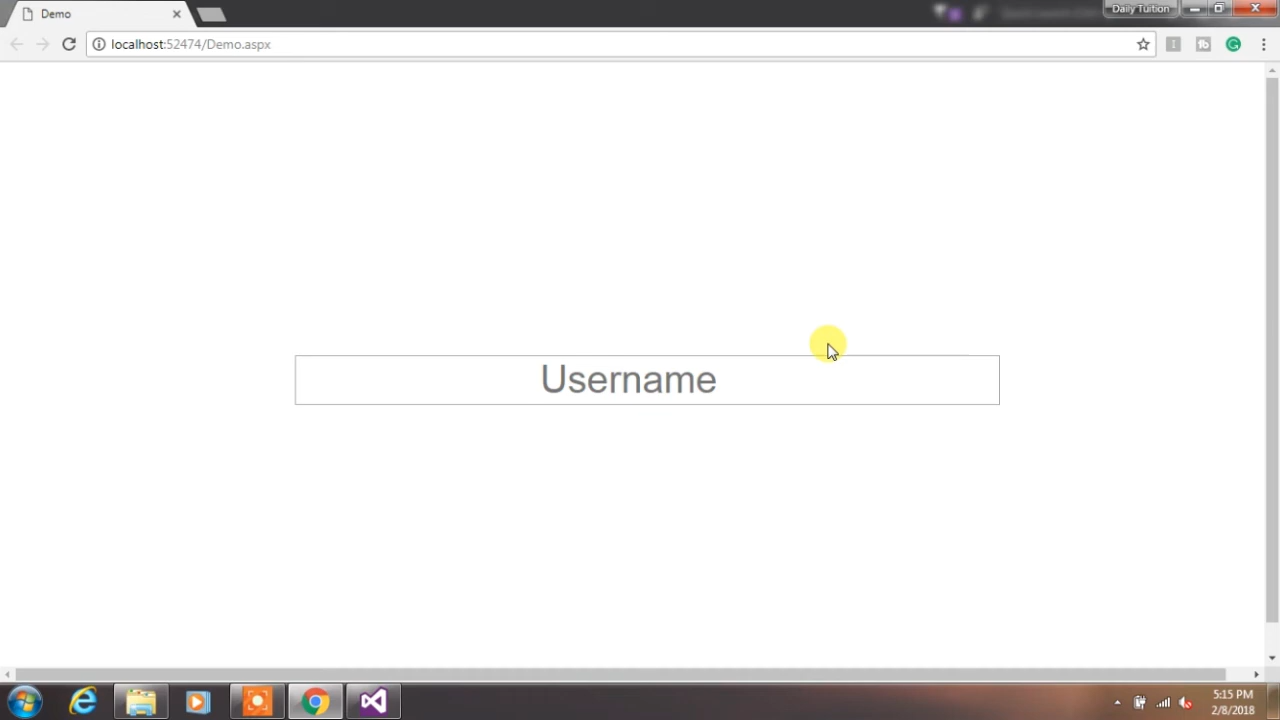 Demo
Daily Tuition
localhost:52474/Demo.aspx
Username
5:15 PM
2/8/2018